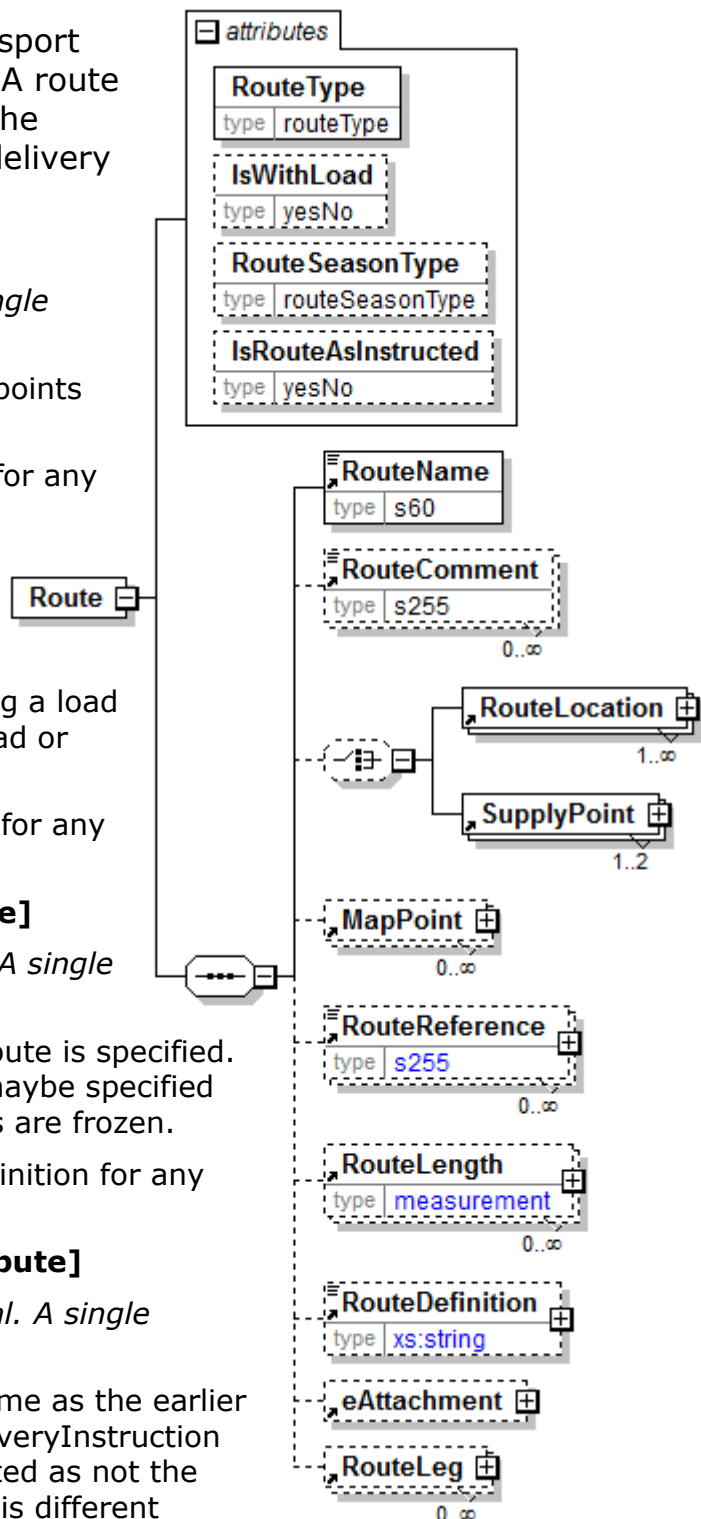 sport
A route
he
delivery
ngle
points
for any
g a load
ad or
for any
e]
A single
oute is specified.
maybe specified
s are frozen.
inition for any
bute]
al. A single
me as the earlier
veryInstruction
ted as not the
is different
attributes
RouteType
type routeType
IsWithLoad
type yesNo
RouteSeasonType
type routeSeasonType
IsRouteAsInstructed
type yesNo
Route
RouteName
type s60
RouteComment
type s255
0..∞
RouteLocation
1..∞
SupplyPoint
1..2
MapPoint
0..∞
RouteReference
type s255
0..∞
RouteLength
type measurement
0..∞
RouteDefinition
type xs:string
eAttachment
RouteLeg
0..∞